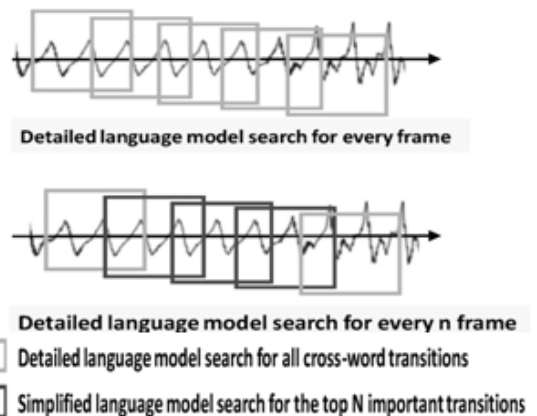 Detailed language model search for every frame
Detailed language model search for every n frame
Detailed language model search for all cross-word transitions
Simplified language model search for the top N important transitions